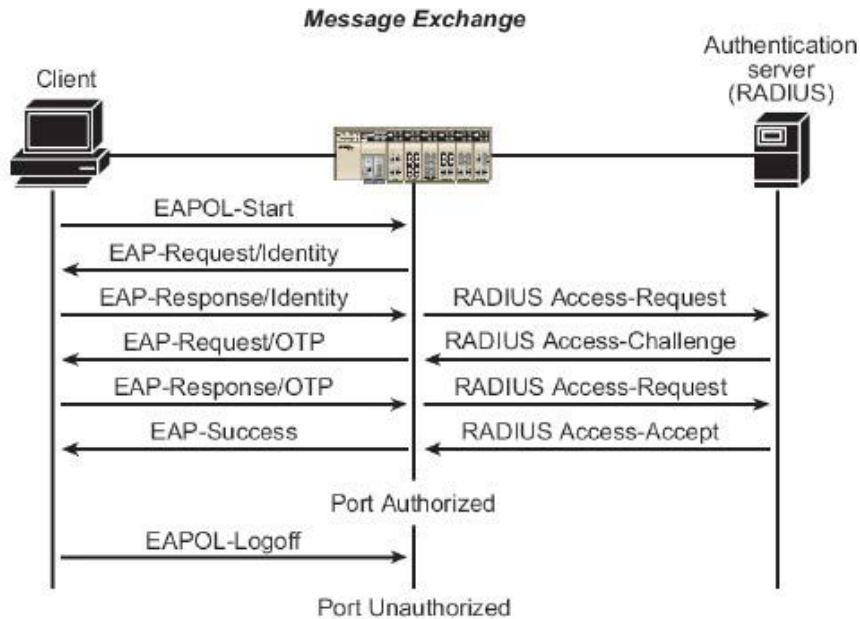 Message Exchange
Client
Authentication
server
(RADIUS)
EAPOL-Start
EAP-Request/Identity
EAP-Response/Identity
RADIUS Access-Request
EAP-Request/OTP
RADIUS Access-Challenge
EAP-Response/OTP
RADIUS Access-Request
EAP-Success
RADIUS Access-Accept
Port Authorized
EAPOL-Logoff
Port Unauthorized